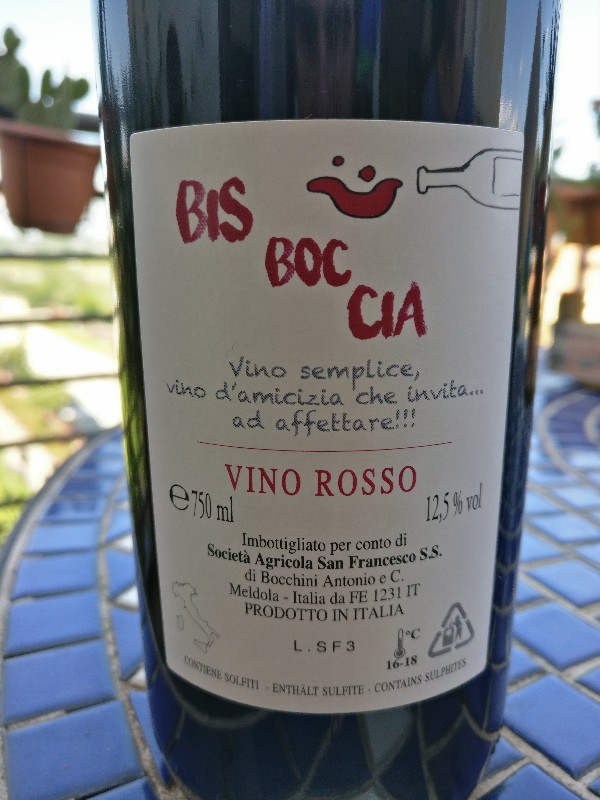 BIS
BOC
CIA
Vino semplice,
vino d'amicizia che invita...
ad affettare!!!
VINO ROSSO
℮ 750 ml 12,5 % vol
Imbottigliato per conto di
Società Agricola San Francesco S.S.
di Bocchini Antonio e C.
Meldola - Italia da FE 1231 IT
PRODOTTO IN ITALIA
L.SF3
°C
16-18
CONTIENE SOLFITI - ENTHÄLT SULFITE - CONTAINS SULPHITES